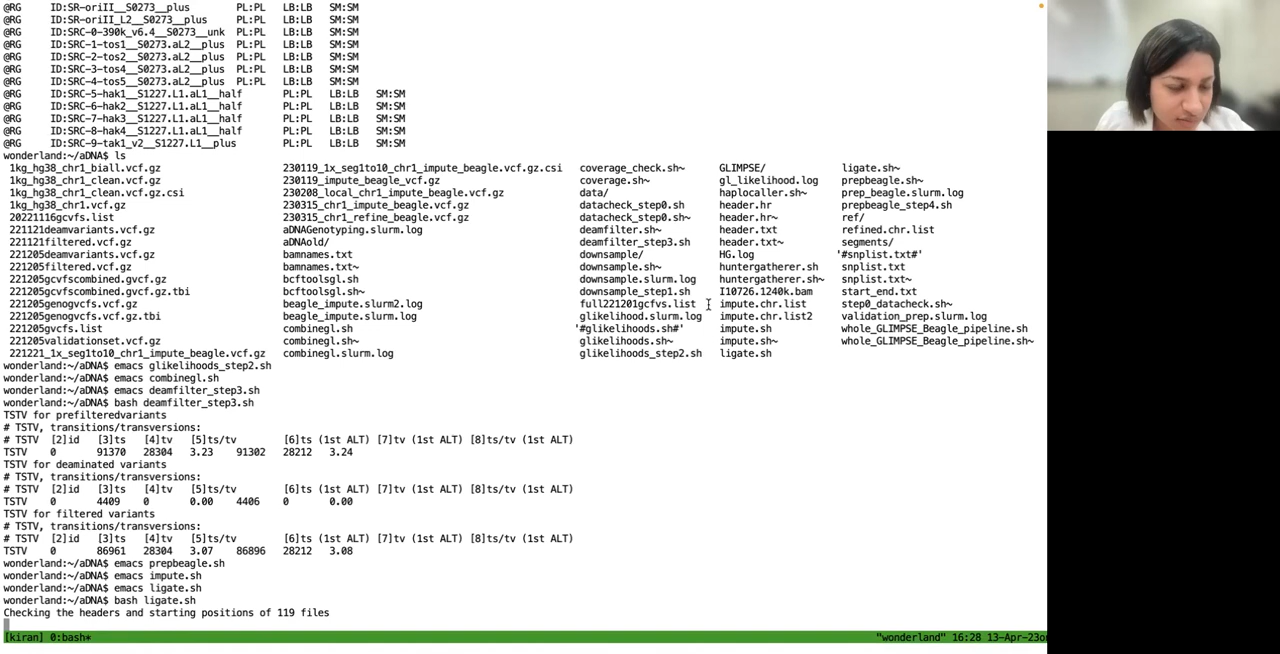 @RG ID:SR-oriII__S0273__plus PL:PL LB:LB SM:SM
@RG ID:SR-oriII_L2__S0273__plus PL:PL LB:LB SM:SM
@RG ID:SRC-0-390k_v6.4__S0273__unk PL:PL LB:LB SM:SM
@RG ID:SRC-1-tos1__S0273.aL2__plus PL:PL LB:LB SM:SM
@RG ID:SRC-2-tos2__S0273.aL2__plus PL:PL LB:LB SM:SM
@RG ID:SRC-3-tos4__S0273.aL2__plus PL:PL LB:LB SM:SM
@RG ID:SRC-4-tos5__S0273.aL2__plus PL:PL LB:LB SM:SM
@RG ID:SRC-5-hak1__S1227.L1.aL1__half PL:PL LB:LB SM:SM
@RG ID:SRC-6-hak2__S1227.L1.aL1__half PL:PL LB:LB SM:SM
@RG ID:SRC-7-hak3__S1227.L1.aL1__half PL:PL LB:LB SM:SM
@RG ID:SRC-8-hak4__S1227.L1.aL1__half PL:PL LB:LB SM:SM
@RG ID:SRC-9-tak1_v2__S1227.L1__plus PL:PL LB:LB SM:SM
wonderland:~/aDNA$ ls
1kg_hg38_chr1_biall.vcf.gz 230119_1x_seg1to10_chr1_impute_beagle.vcf.gz.csi coverage_check.sh~ GLIMPSE/ ligate.sh~
1kg_hg38_chr1_clean.vcf.gz 230119_impute_beagle_vcf.gz coverage.sh~ gl_likelihood.log prepbeagle.sh~
1kg_hg38_chr1_clean.vcf.gz.csi 230208_local_chr1_impute_beagle.vcf.gz data/ haplocaller.sh~ prep_beagle.slurm.log
1kg_hg38_chr1.vcf.gz 230315_chr1_impute_beagle.vcf.gz datacheck_step0.sh header.hr prepbeagle_step4.sh
20221116gcvfs.list 230315_chr1_refine_beagle.vcf.gz datacheck_step0.sh~ header.hr~ ref/
221121deamvariants.vcf.gz aDNAGenotyping.slurm.log deamfilter.sh~ header.txt refined.chr.list
221121filtered.vcf.gz aDNAold/ deamfilter_step3.sh header.txt~ segments/
221205deamvariants.vcf.gz bamnames.txt downsample/ HG.log '#snplist.txt#'
221205filtered.vcf.gz bamnames.txt~ downsample.sh~ huntergatherer.sh snplist.txt
221205gcvfscombined.gvcf.gz bcftoolsgl.sh downsample.slurm.log huntergatherer.sh~ snplist.txt~
221205gcvfscombined.gvcf.gz.tbi bcftoolsgl.sh~ downsample_step1.sh I10726.1240k.bam start_end.txt
221205genogvcfs.vcf.gz beagle_impute.slurm2.log full221201gcfvs.list impute.chr.list step0_datacheck.sh~
221205genogvcfs.vcf.gz.tbi beagle_impute.slurm.log glikelihood.slurm.log impute.chr.list2 validation_prep.slurm.log
221205gvcfs.list combinegl.sh '#glikelihoods.sh#' impute.sh whole_GLIMPSE_Beagle_pipeline.sh
221205validationset.vcf.gz combinegl.sh~ glikelihoods.sh~ impute.sh~ whole_GLIMPSE_Beagle_pipeline.sh~
221221_1x_seg1to10_chr1_impute_beagle.vcf.gz combinegl.slurm.log glikelihoods_step2.sh ligate.sh
wonderland:~/aDNA$ emacs glikelihoods_step2.sh
wonderland:~/aDNA$ emacs combinegl.sh
wonderland:~/aDNA$ emacs deamfilter_step3.sh
wonderland:~/aDNA$ bash deamfilter_step3.sh
TSTV for prefilteredvariants
# TSTV, transitions/transversions:
# TSTV [2]id [3]ts [4]tv [5]ts/tv [6]ts (1st ALT) [7]tv (1st ALT) [8]ts/tv (1st ALT)
TSTV 0 91370 28304 3.23 91302 28212 3.24
TSTV for deaminated variants
# TSTV, transitions/transversions:
# TSTV [2]id [3]ts [4]tv [5]ts/tv [6]ts (1st ALT) [7]tv (1st ALT) [8]ts/tv (1st ALT)
TSTV 0 4409 0 0.00 4406 0 0.00
TSTV for filtered variants
# TSTV, transitions/transversions:
# TSTV [2]id [3]ts [4]tv [5]ts/tv [6]ts (1st ALT) [7]tv (1st ALT) [8]ts/tv (1st ALT)
TSTV 0 86961 28304 3.07 86896 28212 3.08
wonderland:~/aDNA$ emacs prepbeagle.sh
wonderland:~/aDNA$ emacs impute.sh
wonderland:~/aDNA$ emacs ligate.sh
wonderland:~/aDNA$ bash ligate.sh
Checking the headers and starting positions of 119 files
[kiran] 0:bash* "wonderland" 16:28 13-Apr-23